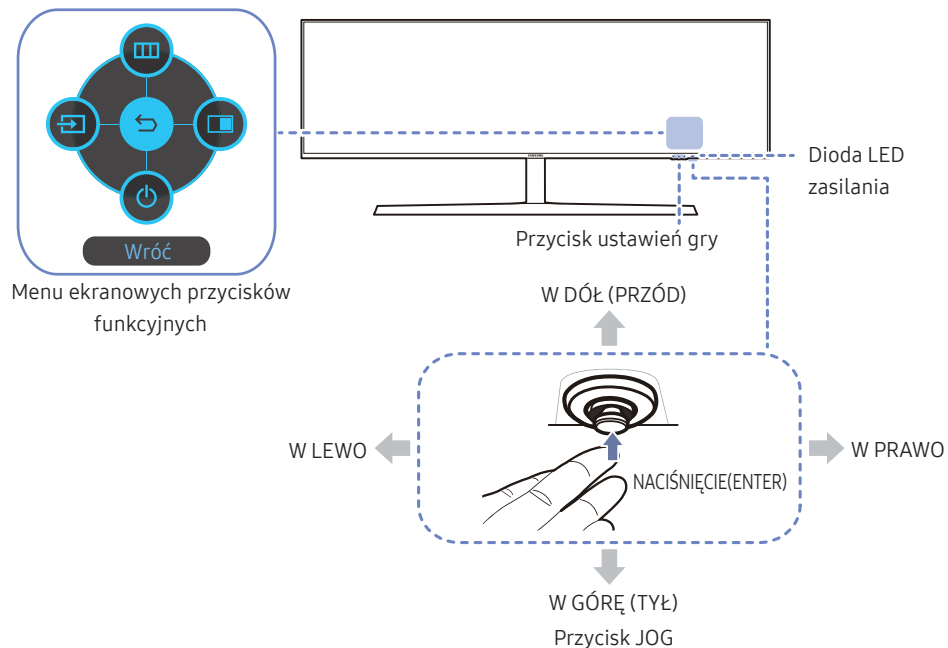 Wróć
Menu ekranowych przycisków
funkcyjnych
SAMSUNG
Dioda LED
zasilania
Przycisk ustawień gry
W DÓŁ (PRZÓD)
W LEWO
W PRAWO
NACIŚNIĘCIE(ENTER)
W GÓRĘ (TYŁ)
Przycisk JOG